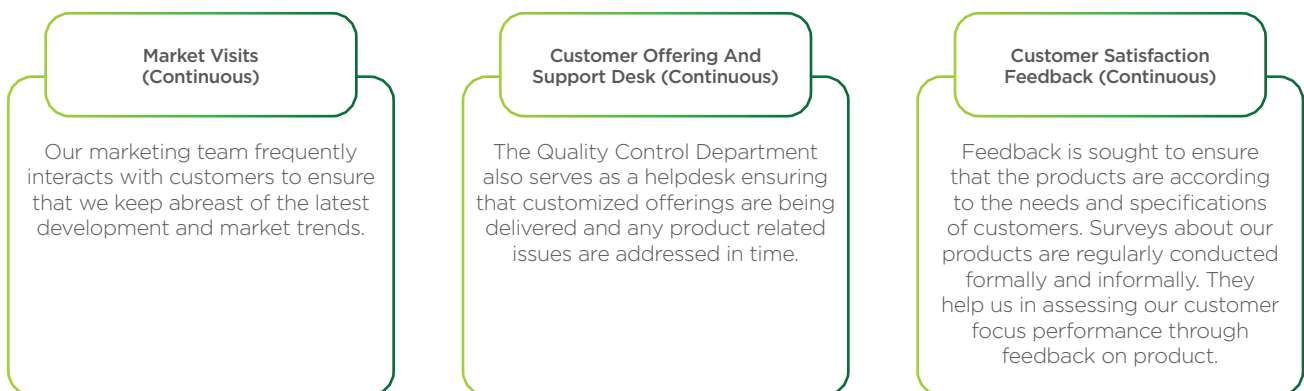 Market Visits
(Continuous)
Our marketing team frequently
interacts with customers to ensure
that we keep abreast of the latest
development and market trends.
Customer Offering And
Support Desk (Continuous)
The Quality Control Department
also serves as a helpdesk ensuring
that customized offerings are being
delivered and any product related
issues are addressed in time.
Customer Satisfaction
Feedback (Continuous)
Feedback is sought to ensure
that the products are according
to the needs and specifications
of customers. Surveys about our
products are regularly conducted
formally and informally. They
help us in assessing our customer
focus performance through
feedback on product.